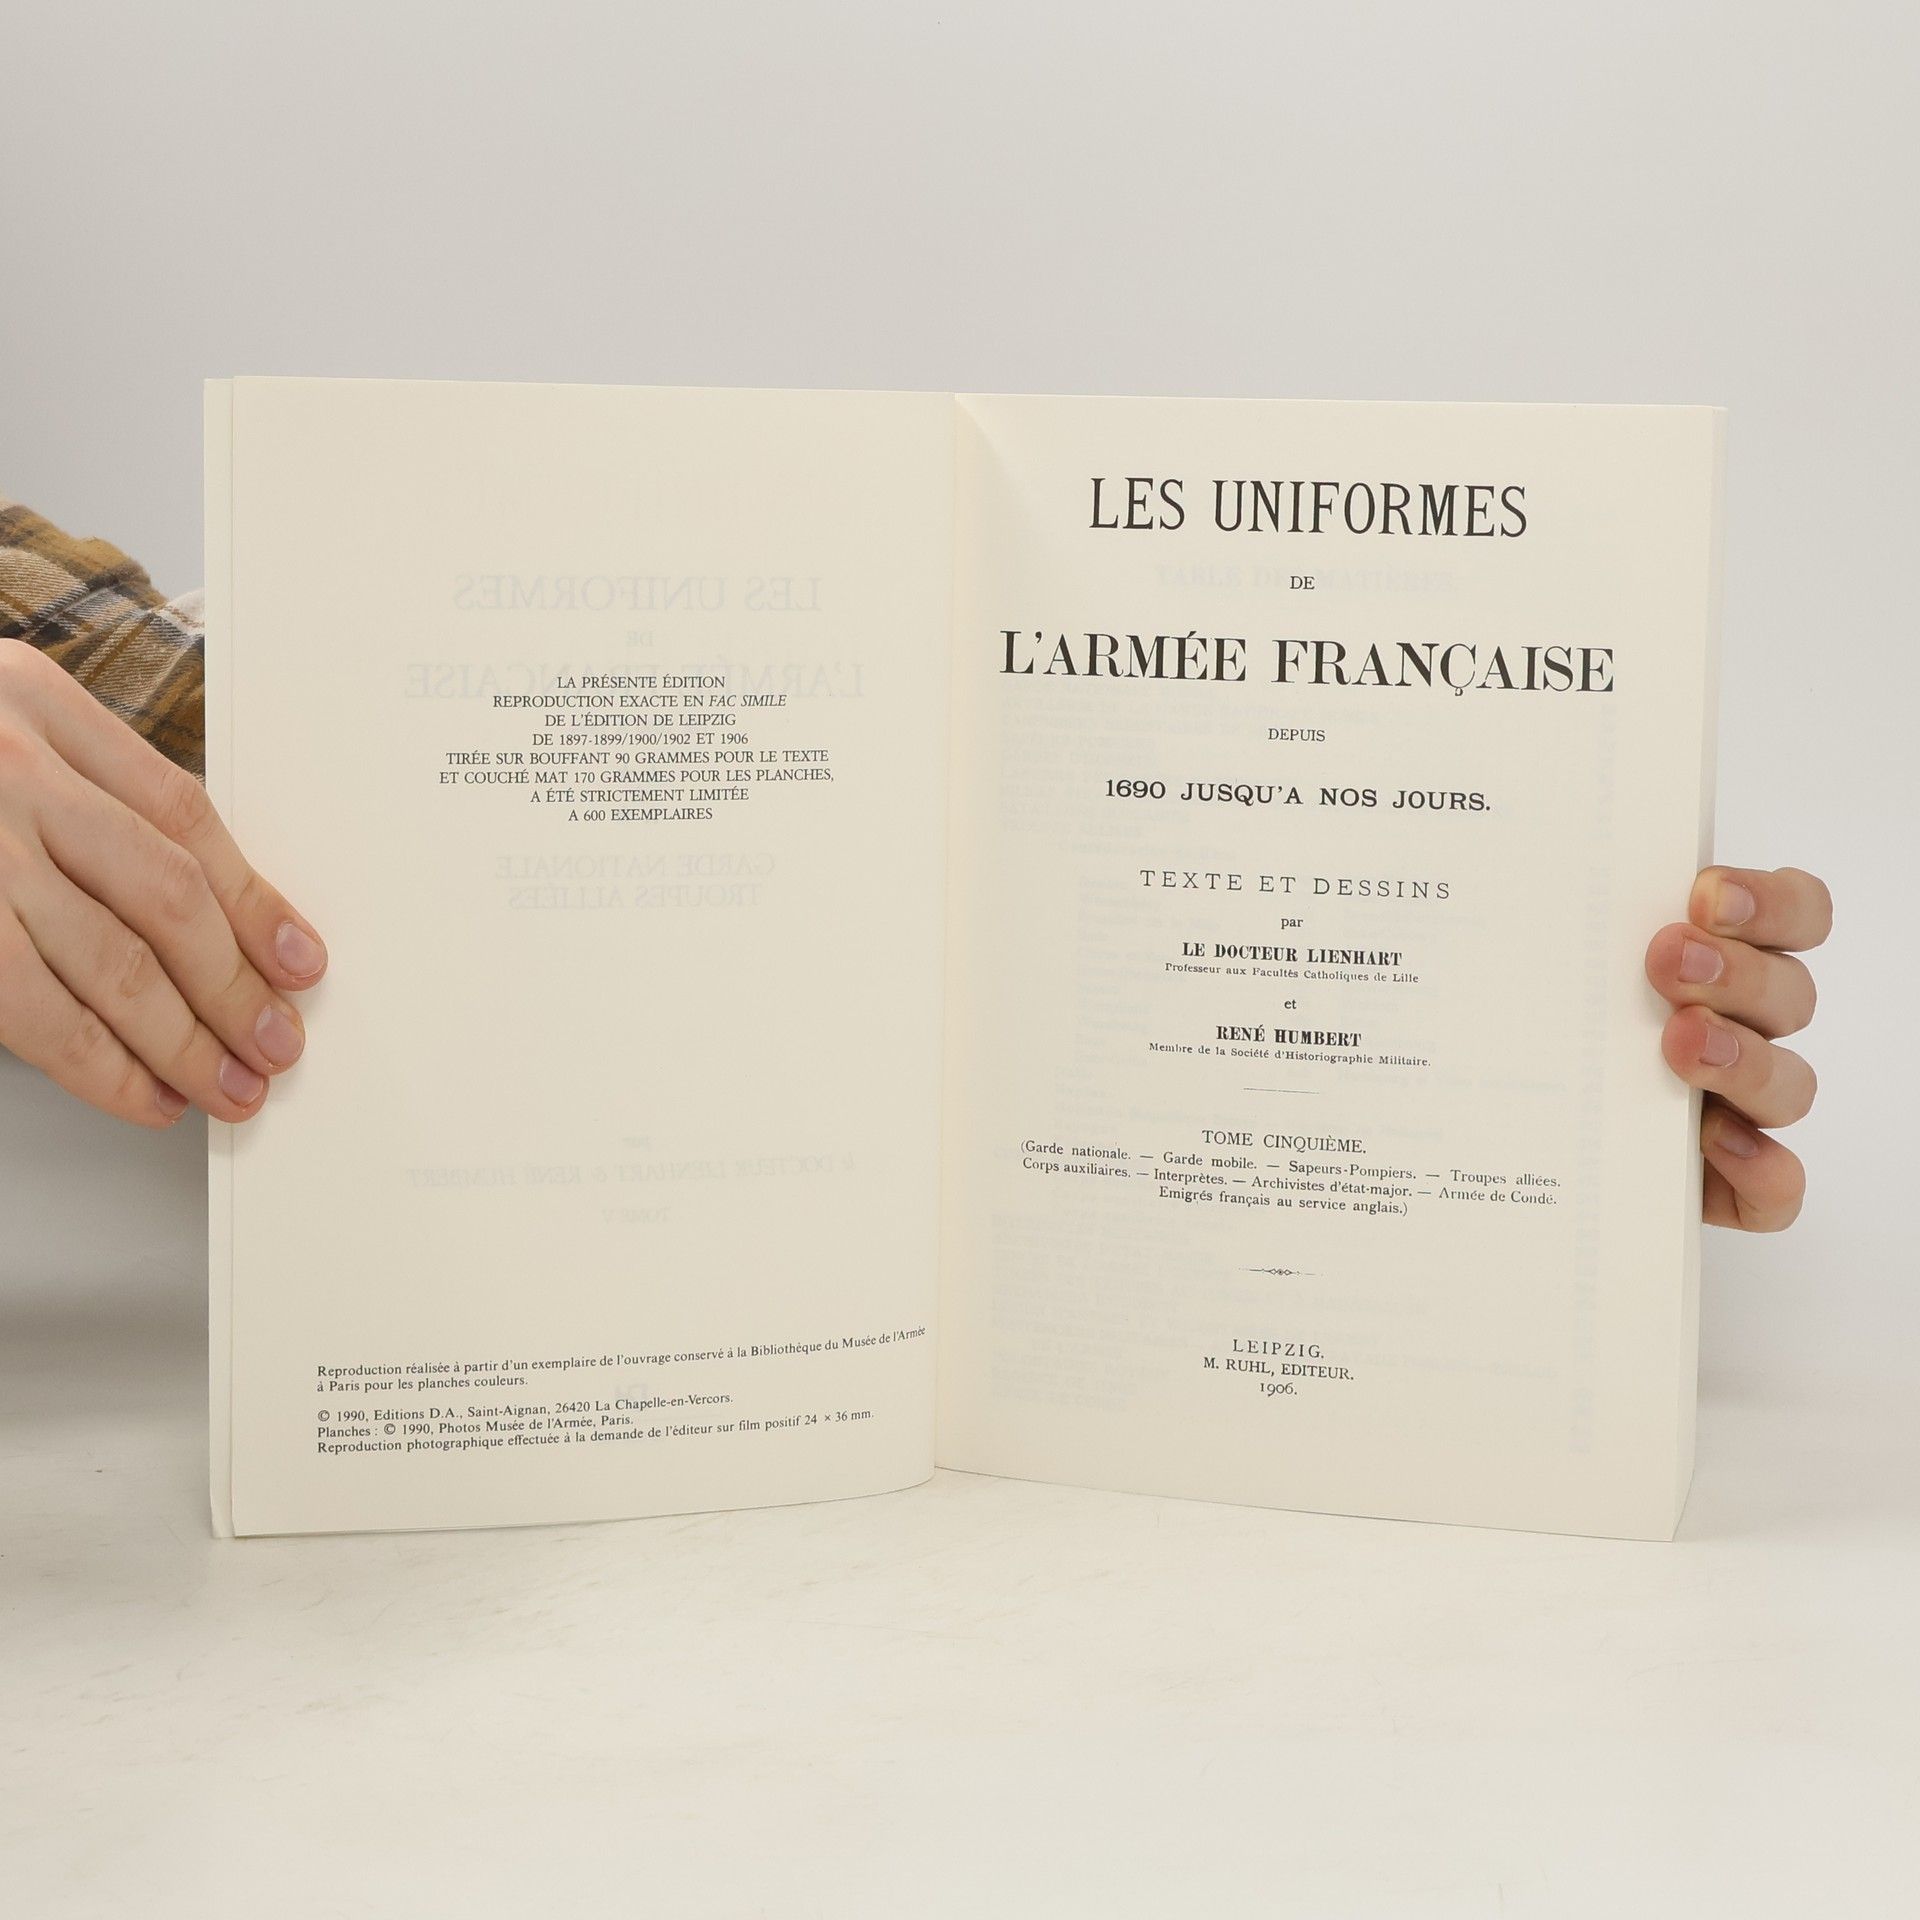 LA PRÉSENTE ÉDITION
REPRODUCTION EXACTE EN FAC SIMILE
DE L'ÉDITION DE LEIPZIG
DE 1897-1899/1900/1902 ET 1906
TIRÉE SUR BOUFFANT 90 GRAMMES POUR LE TEXTE
ET COUCHÉ MAT 170 GRAMMES POUR LES PLANCHES,
A ÉTÉ STRICTEMENT LIMITÉE
A 600 EXEMPLAIRES
Reproduction réalisée à partir d'un exemplaire de l'ouvrage conservé à la Bibliothèque du Musée de l'Armée
à Paris pour les planches couleurs.
© 1990, Editions D.A., Saint-Aignan, 26420 La Chapelle-en-Vercors.
Planches : © 1990, Photos Musée de l'Armée, Paris.
Reproduction photographique effectuée à la demande de l'éditeur sur film positif 24 × 36 mm.
LES UNIFORMES
DE
L'ARMÉE FRANÇAISE
DEPUIS
1690 JUSQU'A NOS JOURS.
TEXTE ET DESSINS
par
LE DOCTEUR LIENHART
Professeur aux Facultés Catholiques de Lille
et
RENÉ HUMBERT
Membre de la Société d'Historiographie Militaire.
TOME CINQUIÈME.
(Garde nationale. — Garde mobile. — Sapeurs-Pompiers. — Troupes alliées.
Corps auxiliaires. — Interprètes. — Archivistes d'état-major. — Armée de Condé.
Emigrés français au service anglais.)
LEIPZIG.
M. RUHL, EDITEUR.
1906.